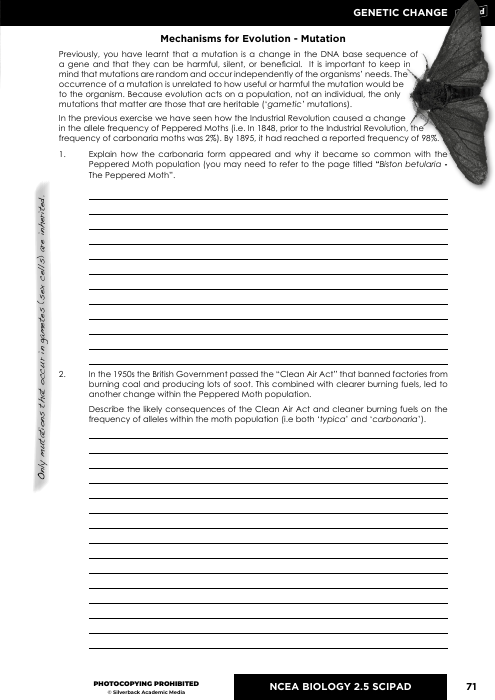 GENETIC CHANGE
Mechanisms for Evolution - Mutation
Previously, you have learnt that a mutation is a change in the DNA base sequence of
a gene and that they can be harmful, silent, or beneficial. It is important to keep in
mind that mutations are random and occur independently of the organisms' needs. The
occurrence of a mutation is unrelated to how useful or harmful the mutation would be
to the organism. Because evolution acts on a population, not an individual, the only
mutations that matter are those that are heritable ('gametic' mutations).
In the previous exercise we have seen how the Industrial Revolution caused a change
in the allele frequency of Peppered Moths (i.e. In 1848, prior to the Industrial Revolution, the
frequency of carbonaria moths was 2%). By 1895, it had reached a reported frequency of 98%.
1. Explain how the carbonaria form appeared and why it became so common with the
Peppered Moth population (you may need to refer to the page titled "Biston betularia -
The Peppered Moth".
Only mutations that occur in gametes (sex cells) are inherited.
2. In the 1950s the British Government passed the "Clean Air Act" that banned factories from
burning coal and producing lots of soot. This combined with clearer burning fuels, led to
another change within the Peppered Moth population.
Describe the likely consequences of the Clean Air Act and cleaner burning fuels on the
frequency of alleles within the moth population (i.e both 'typica' and 'carbonaria').
PHOTOCOPYING PROHIBITED
© Silverback Academic Media
NCEA BIOLOGY 2.5 SCIPAD
71